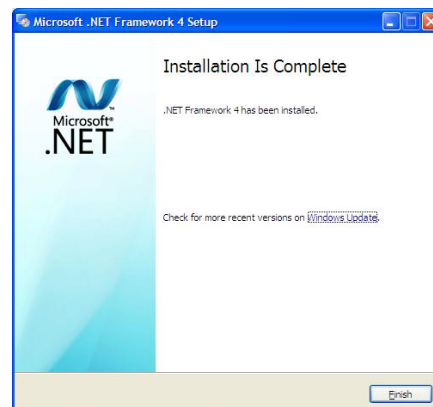 Microsoft .NET Framework 4 Setup
Installation Is Complete
Microsoft®
.NET
.NET Framework 4 has been installed.
Check for more recent versions on Windows Update.
Finish